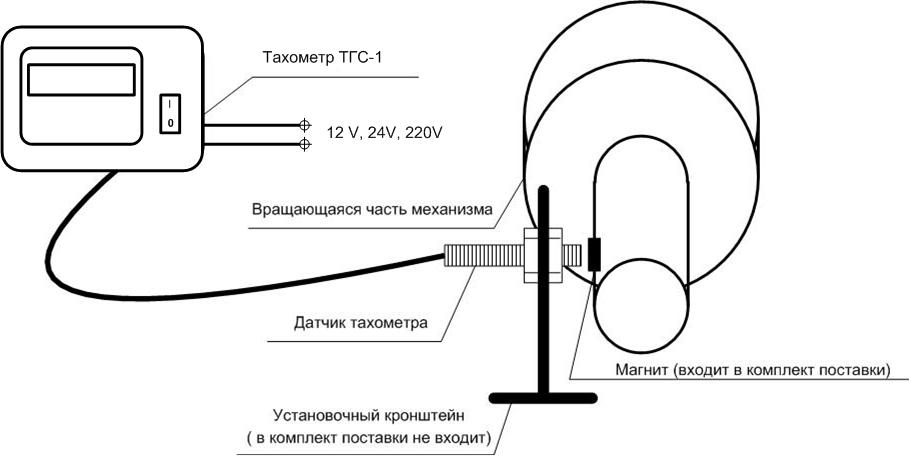 Тахометр ТГС-1
I
0
12 V, 24V, 220V
Вращающаяся часть механизма
Датчик тахометра
Магнит (входит в комплект поставки)
Установочный кронштейн
( в комплект поставки не входит)